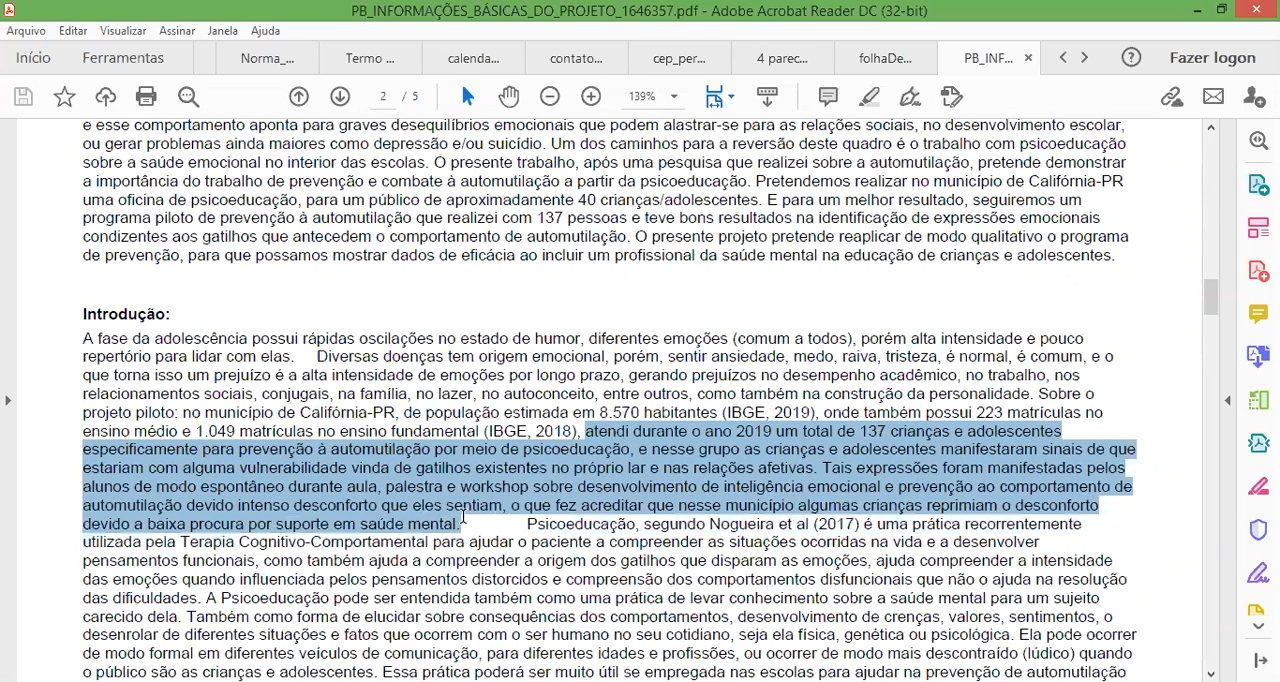 PB_INFORMAÇÕES_BÁSICAS_DO_PROJETO_1646357.pdf - Adobe Acrobat Reader DC (32-bit)
Arquivo Editar Visualizar Assinar Janela Ajuda
Início Ferramentas Norma_... Termo ... calenda... contato... cep_per... 4 parec... folhaDe... PB_INF... × Fazer logon
2 / 5 139%
e esse comportamento aponta para graves desequilíbrios emocionais que podem alastrar-se para as relações sociais, no desenvolvimento escolar,
ou gerar problemas ainda maiores como depressão e/ou suicídio. Um dos caminhos para a reversão deste quadro é o trabalho com psicoeducação
sobre a saúde emocional no interior das escolas. O presente trabalho, após uma pesquisa que realizei sobre a automutilação, pretende demonstrar
a importância do trabalho de prevenção e combate à automutilação a partir da psicoeducação. Pretendemos realizar no município de Califórnia-PR
uma oficina de psicoeducação, para um público de aproximadamente 40 crianças/adolescentes. E para um melhor resultado, seguiremos um
programa piloto de prevenção à automutilação que realizei com 137 pessoas e teve bons resultados na identificação de expressões emocionais
condizentes aos gatilhos que antecedem o comportamento de automutilação. O presente projeto pretende reaplicar de modo qualitativo o programa
de prevenção, para que possamos mostrar dados de eficácia ao incluir um profissional da saúde mental na educação de crianças e adolescentes.
Introdução:
A fase da adolescência possui rápidas oscilações no estado de humor, diferentes emoções (comum a todos), porém alta intensidade e pouco
repertório para lidar com elas. Diversas doenças tem origem emocional, porém, sentir ansiedade, medo, raiva, tristeza, é normal, é comum, e o
que torna isso um prejuízo é a alta intensidade de emoções por longo prazo, gerando prejuízos no desempenho acadêmico, no trabalho, nos
relacionamentos sociais, conjugais, na família, no lazer, no autoconceito, entre outros, como também na construção da personalidade. Sobre o
projeto piloto: no município de Califórnia-PR, de população estimada em 8.570 habitantes (IBGE, 2019), onde também possui 223 matrículas no
ensino médio e 1.049 matrículas no ensino fundamental (IBGE, 2018), atendi durante o ano 2019 um total de 137 crianças e adolescentes
especificamente para prevenção à automutilação por meio de psicoeducação, e nesse grupo as crianças e adolescentes manifestaram sinais de que
estariam com alguma vulnerabilidade vinda de gatilhos existentes no próprio lar e nas relações afetivas. Tais expressões foram manifestadas pelos
alunos de modo espontâneo durante aula, palestra e workshop sobre desenvolvimento de inteligência emocional e prevenção ao comportamento de
automutilação devido intenso desconforto que eles sentiam, o que fez acreditar que nesse município algumas crianças reprimiam o desconforto
devido a baixa procura por suporte em saúde mental. Psicoeducação, segundo Nogueira et al (2017) é uma prática recorrentemente
utilizada pela Terapia Cognitivo-Comportamental para ajudar o paciente a compreender as situações ocorridas na vida e a desenvolver
pensamentos funcionais, como também ajuda a compreender a origem dos gatilhos que disparam as emoções, ajuda compreender a intensidade
das emoções quando influenciada pelos pensamentos distorcidos e compreensão dos comportamentos disfuncionais que não o ajuda na resolução
das dificuldades. A Psicoeducação pode ser entendida também como uma prática de levar conhecimento sobre a saúde mental para um sujeito
carecido dela. Também como forma de elucidar sobre consequências dos comportamentos, desenvolvimento de crenças, valores, sentimentos, o
desenrolar de diferentes situações e fatos que ocorrem com o ser humano no seu cotidiano, seja ela física, genética ou psicológica. Ela pode ocorrer
de modo formal em diferentes veículos de comunicação, para diferentes idades e profissões, ou ocorrer de modo mais descontraído (lúdico) quando
o público são as crianças e adolescentes. Essa prática poderá ser muito útil se empregada nas escolas para ajudar na prevenção de automutilação